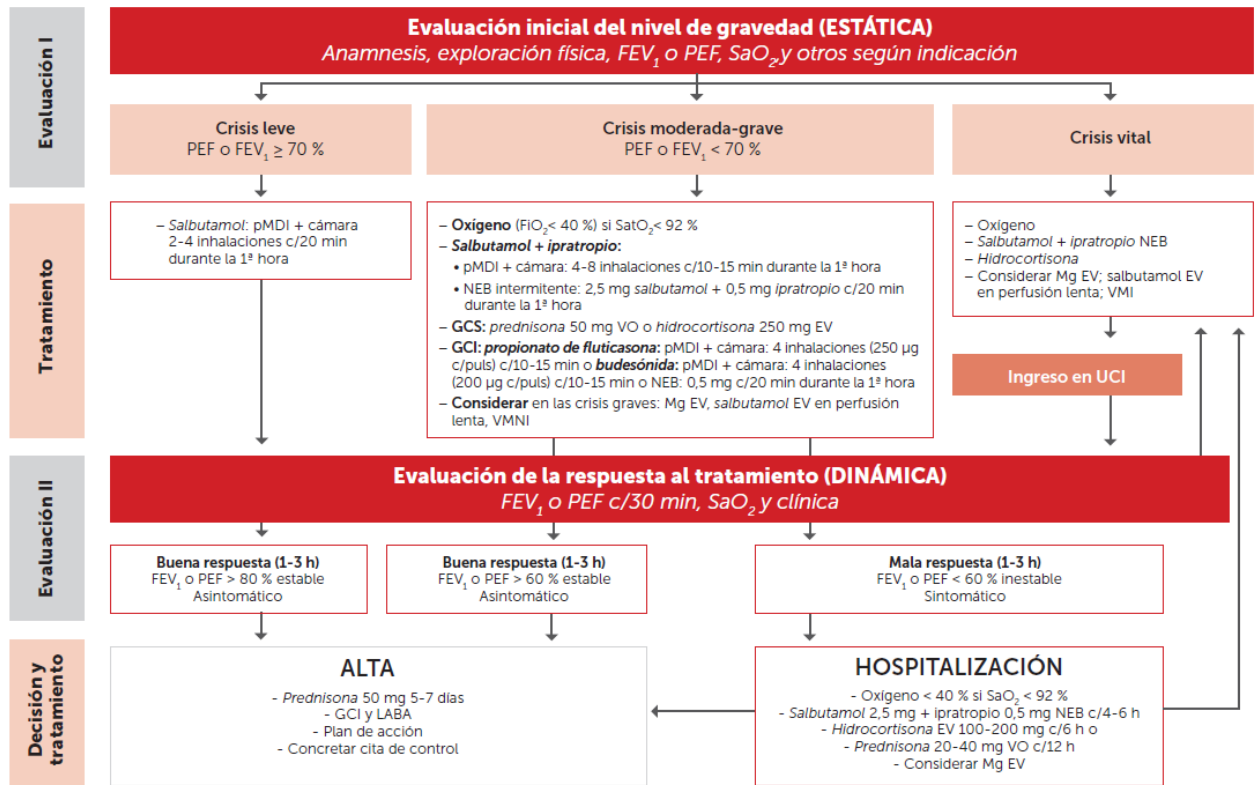 Evaluación I
Evaluación inicial del nivel de gravedad (ESTÁTICA)
Anamnesis, exploración física, FEV₁ o PEF, SaO₂,y otros según indicación
Crisis leve
PEF o FEV₁ ≥ 70 %
Crisis moderada-grave
PEF o FEV₁ < 70 %
Crisis vital
Tratamiento
– Salbutamol: pMDI + cámara
2-4 inhalaciones c/20 min
durante la 1ª hora
– Oxígeno (FiO₂< 40 %) si SatO₂< 92 %
– Salbutamol + ipratropio:
• pMDI + cámara: 4-8 inhalaciones c/10-15 min durante la 1ª hora
• NEB intermitente: 2,5 mg salbutamol + 0,5 mg ipratropio c/20 min
durante la 1ª hora
– GCS: prednisona 50 mg VO o hidrocortisona 250 mg EV
– GCI: propionato de fluticasona: pMDI + cámara: 4 inhalaciones (250 µg
c/puls) c/10-15 min o budesónida: pMDI + cámara: 4 inhalaciones
(200 µg c/puls) c/10-15 min o NEB: 0,5 mg c/20 min durante la 1ª hora
– Considerar en las crisis graves: Mg EV, salbutamol EV en perfusión
lenta, VMNI
– Oxígeno
– Salbutamol + ipratropio NEB
– Hidrocortisona
– Considerar Mg EV; salbutamol EV
en perfusión lenta; VMI
Ingreso en UCI
Evaluación II
Evaluación de la respuesta al tratamiento (DINÁMICA)
FEV₁ o PEF c/30 min, SaO₂ y clínica
Buena respuesta (1-3 h)
FEV₁ o PEF > 80 % estable
Asintomático
Buena respuesta (1-3 h)
FEV₁ o PEF > 60 % estable
Asintomático
Mala respuesta (1-3 h)
FEV₁ o PEF < 60 % inestable
Sintomático
Decisión y
tratamiento
ALTA
- Prednisona 50 mg 5-7 días
- GCI y LABA
- Plan de acción
- Concretar cita de control
HOSPITALIZACIÓN
- Oxígeno < 40 % si SaO₂ < 92 %
- Salbutamol 2,5 mg + ipratropio 0,5 mg NEB c/4-6 h
- Hidrocortisona EV 100-200 mg c/6 h o
- Prednisona 20-40 mg VO c/12 h
- Considerar Mg EV